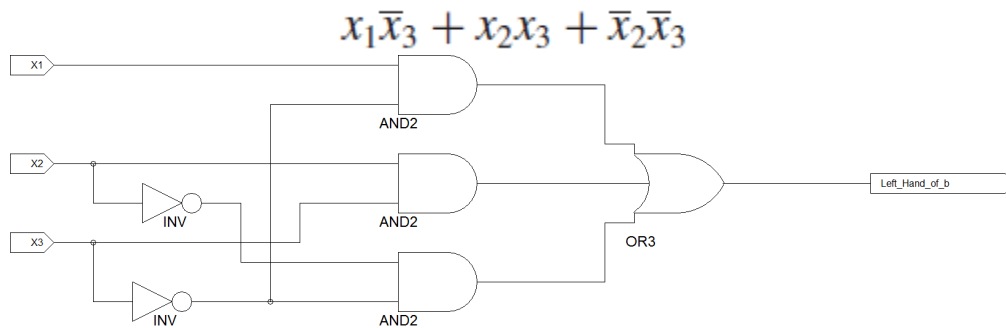 x₁x̅₃ + x₂x₃ + x̅₂x̅₃
X1
AND2
X2
INV
AND2
Left_Hand_of_b
X3
OR3
INV
AND2